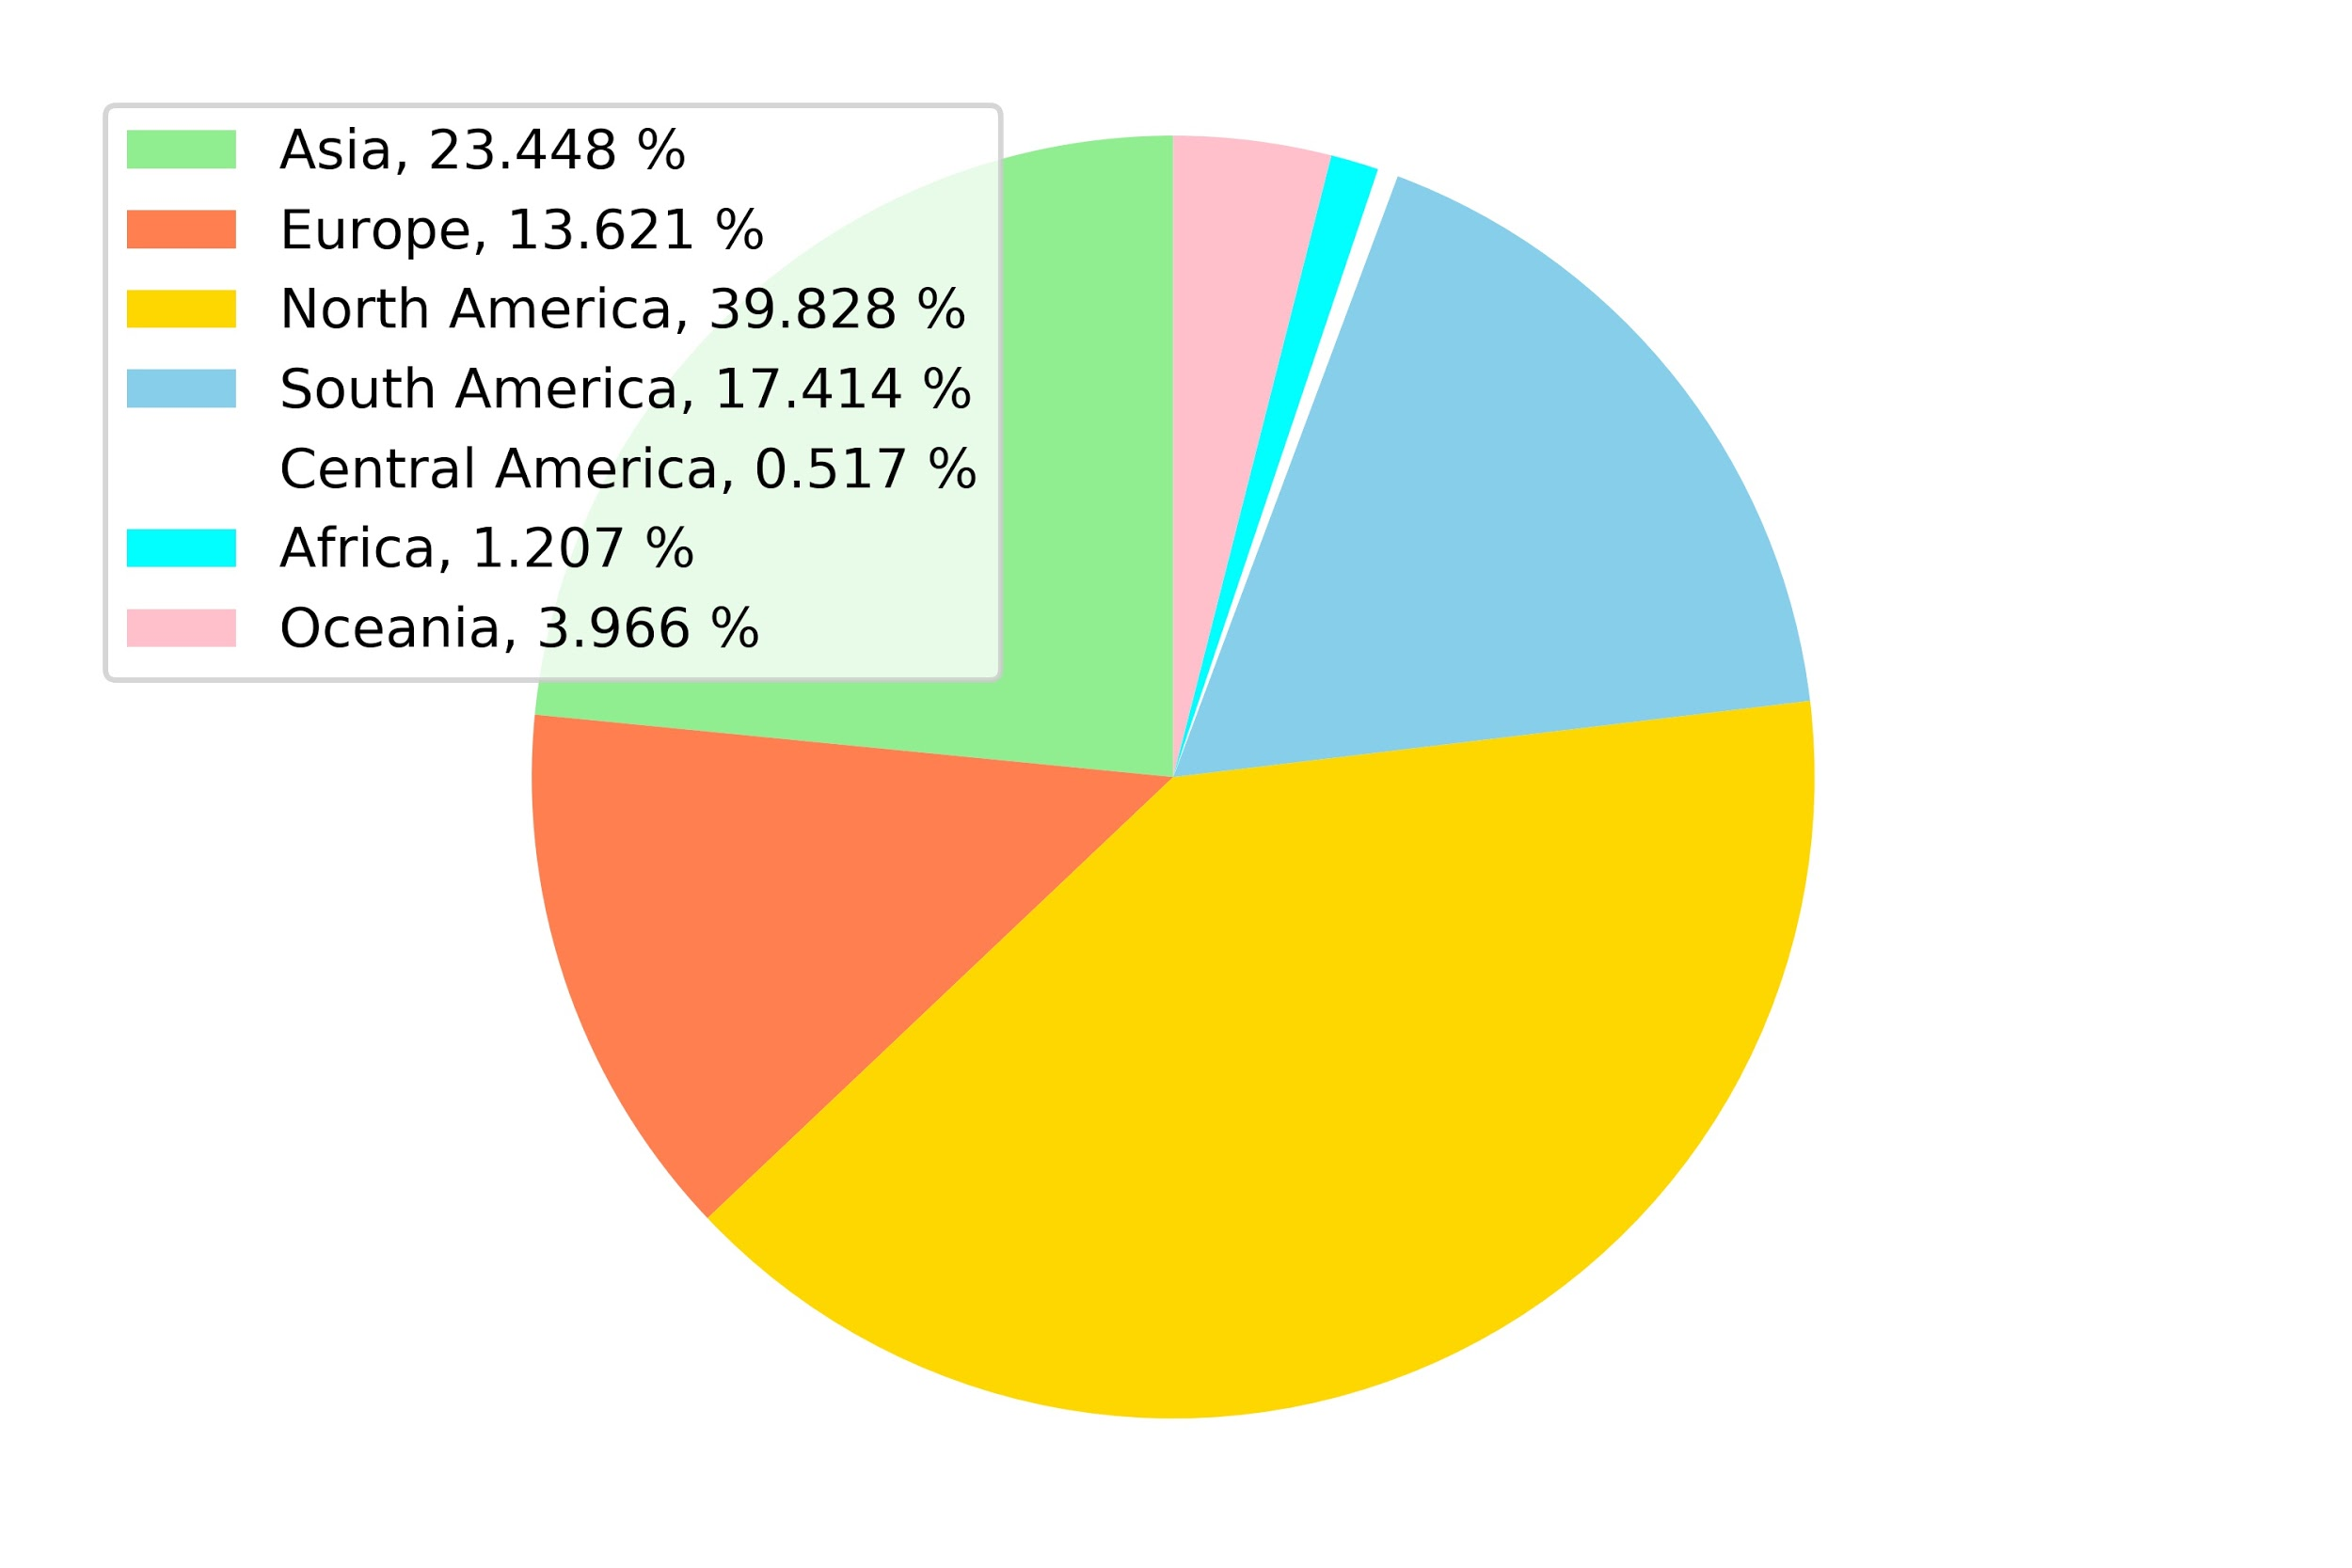 Asia, 23.448 %
Europe, 13.621 %
North America, 39.828 %
South America, 17.414 %
Central America, 0.517 %
Africa, 1.207 %
Oceania, 3.966 %